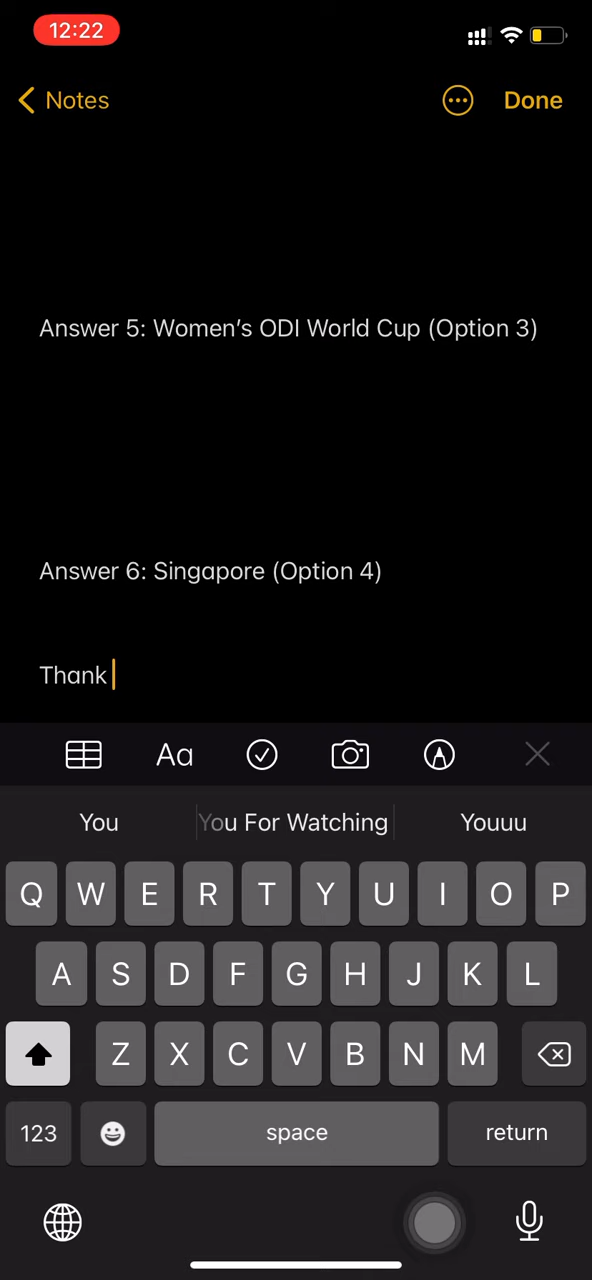 12:22
Notes
Done
Answer 5: Women’s ODI World Cup (Option 3)
Answer 6: Singapore (Option 4)
Thank
Aa
You
You For Watching
Youuu
Q W E R T Y U I O P
A S D F G H J K L
Z X C V B N M
123
space
return